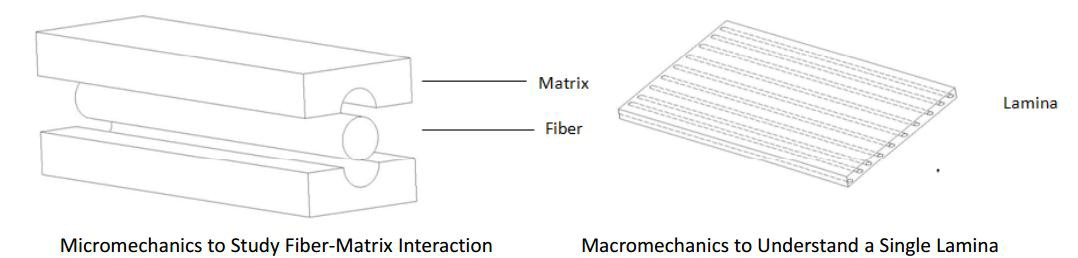 Matrix
Fiber
Lamina
Micromechanics to Study Fiber-Matrix Interaction
Macromechanics to Understand a Single Lamina